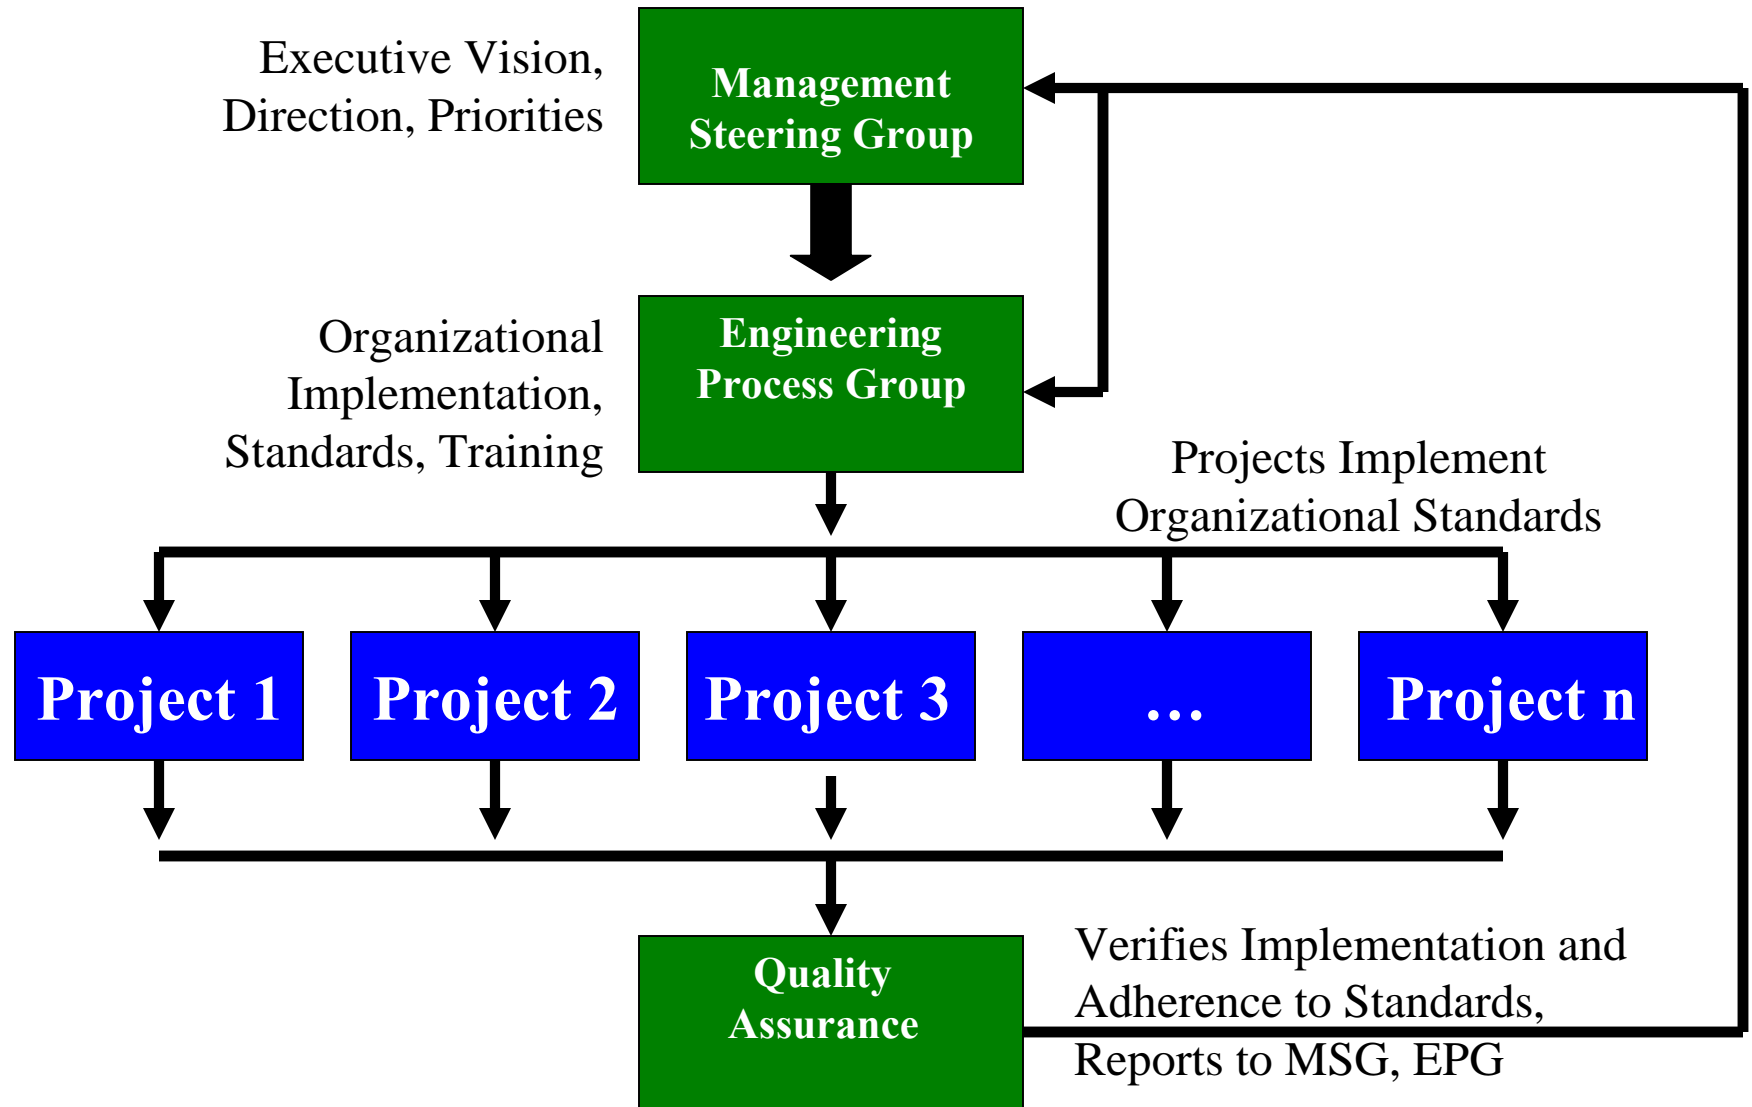 Executive Vision,
Direction, Priorities
Management
Steering Group
Organizational
Implementation,
Standards, Training
Engineering
Process Group
Projects Implement
Organizational Standards
Project 1
Project 2
Project 3
…
Project n
Quality
Assurance
Verifies Implementation and
Adherence to Standards,
Reports to MSG, EPG